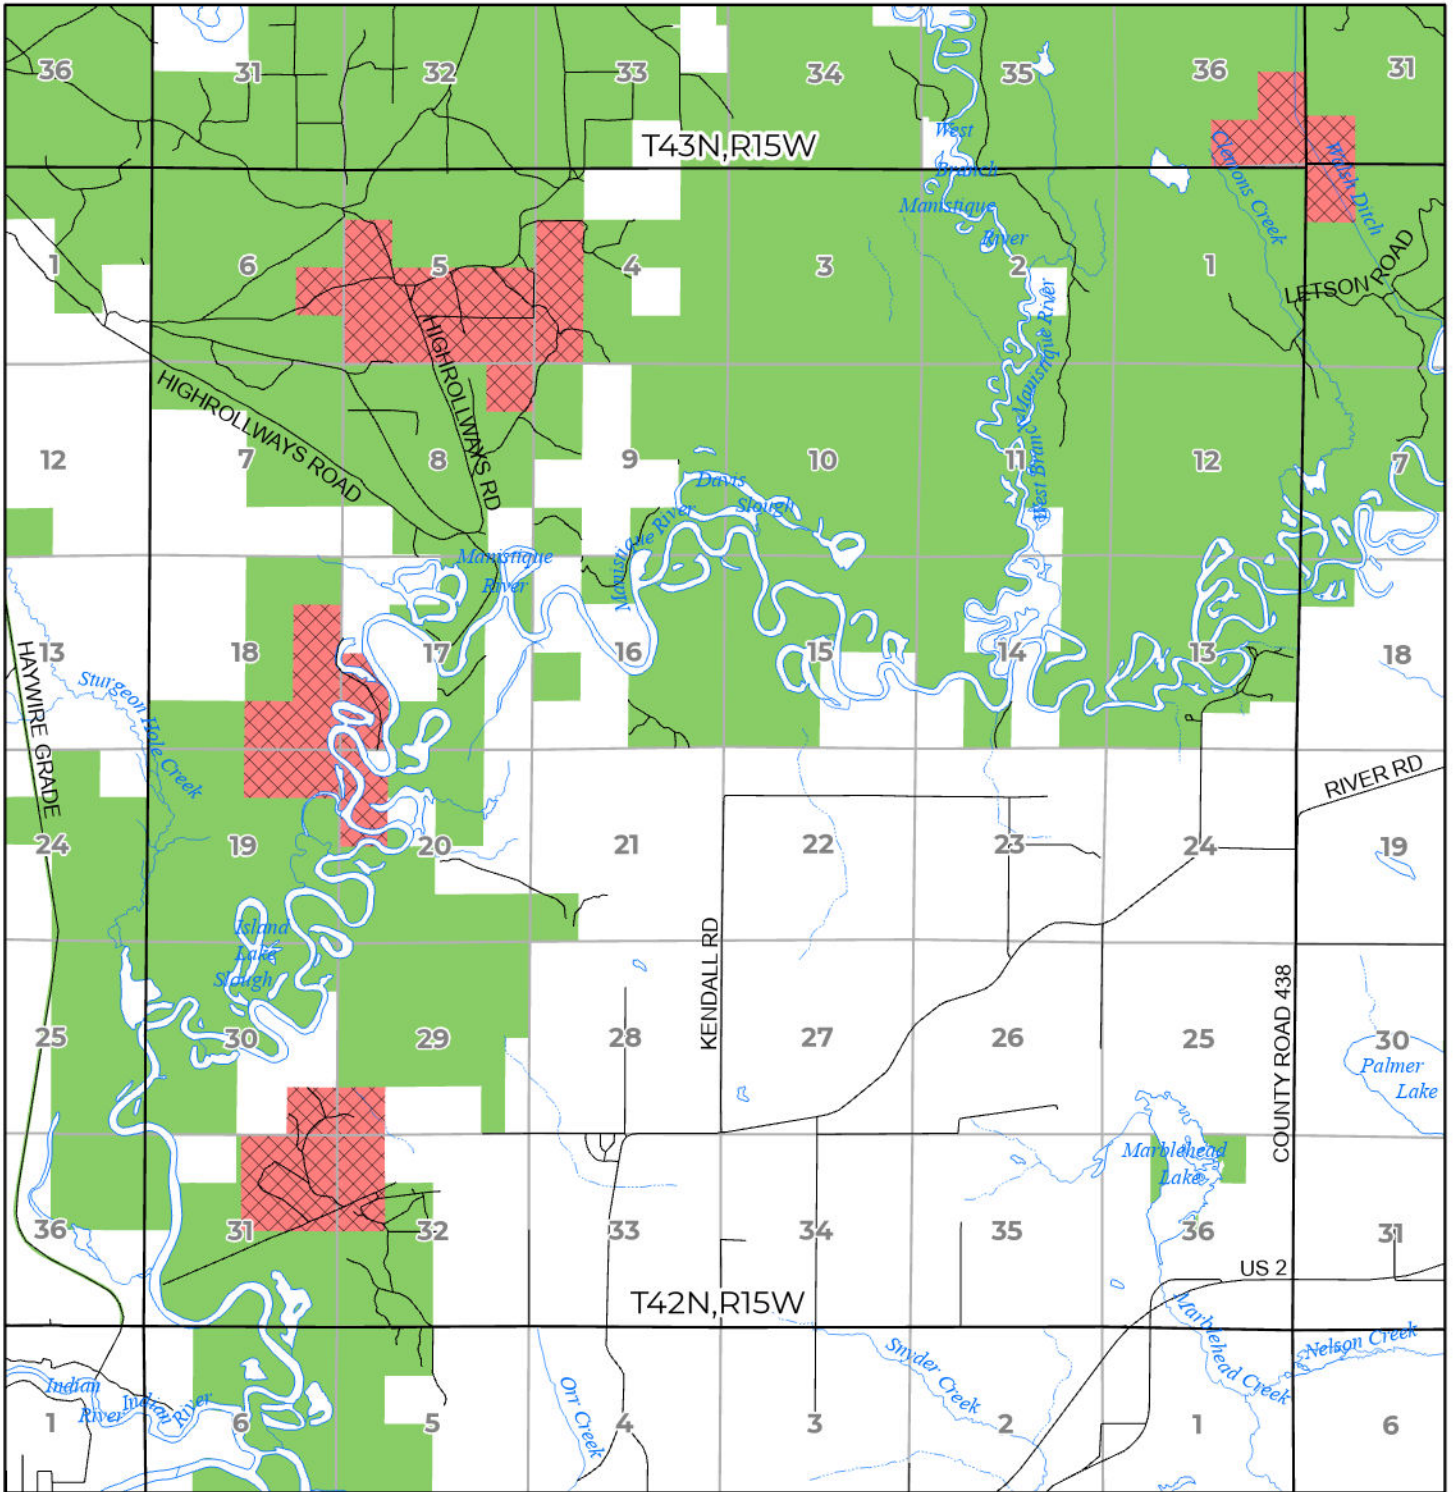 36 31 32 33 34 35 36 31
T43N,R15W
West
Branch
Manistique
River
Clemons Creek
Walsh Ditch
1 6 5 4 3 2 1
LETSON ROAD
West Branch Manistique River
HIGHROLLWAYS RD
HIGHROLLWAYS ROAD
12 7 8 9 10 11 12 7
Davis
Slough
Manistique River
Manistique
River
13 18 17 16 15 14 13 18
HAYWIRE GRADE
Sturgeon Hole Creek
RIVER RD
24 19 20 21 22 23 24 19
Island
Lake
Slough
KENDALL RD
COUNTY ROAD 438
25 30 29 28 27 26 25 30
Palmer
Lake
Marblehead
Lake
36 31 32 33 34 35 36 31
US 2
T42N,R15W
Marblehead Creek
Nelson Creek
Snyder Creek
Orr Creek
Indian
River
Indian River
1 6 5 4 3 2 1 6